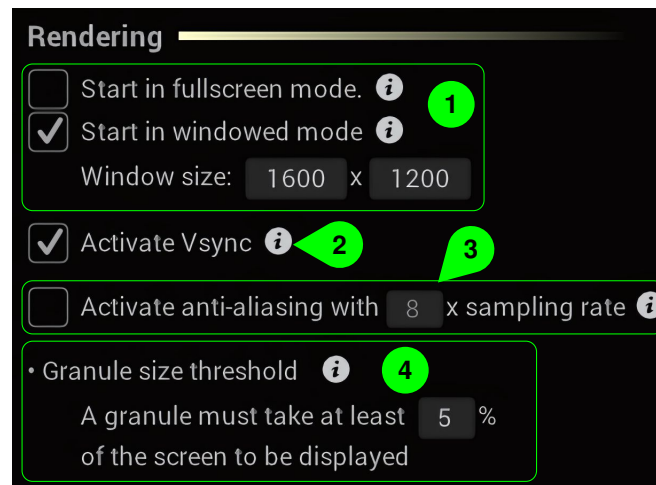 Rendering
Start in fullscreen mode. i
1
Start in windowed mode i
Window size: 1600 x 1200
Activate Vsync i 2
3
Activate anti-aliasing with 8 x sampling rate i
• Granule size threshold i 4
A granule must take at least 5 %
of the screen to be displayed